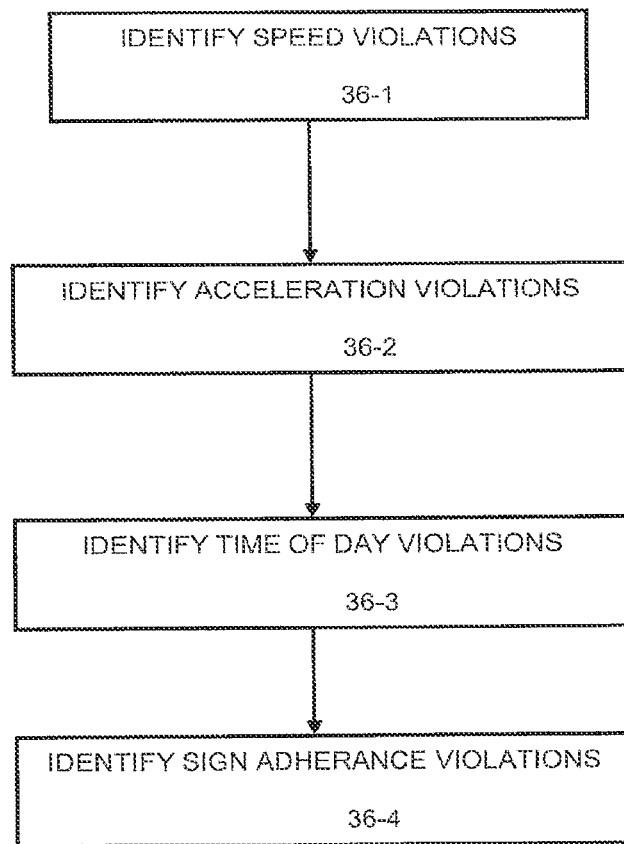 IDENTIFY SPEED VIOLATIONS
36-1
IDENTIFY ACCELERATION VIOLATIONS
36-2
IDENTIFY TIME OF DAY VIOLATIONS
36-3
IDENTIFY SIGN ADHERANCE VIOLATIONS
36-4